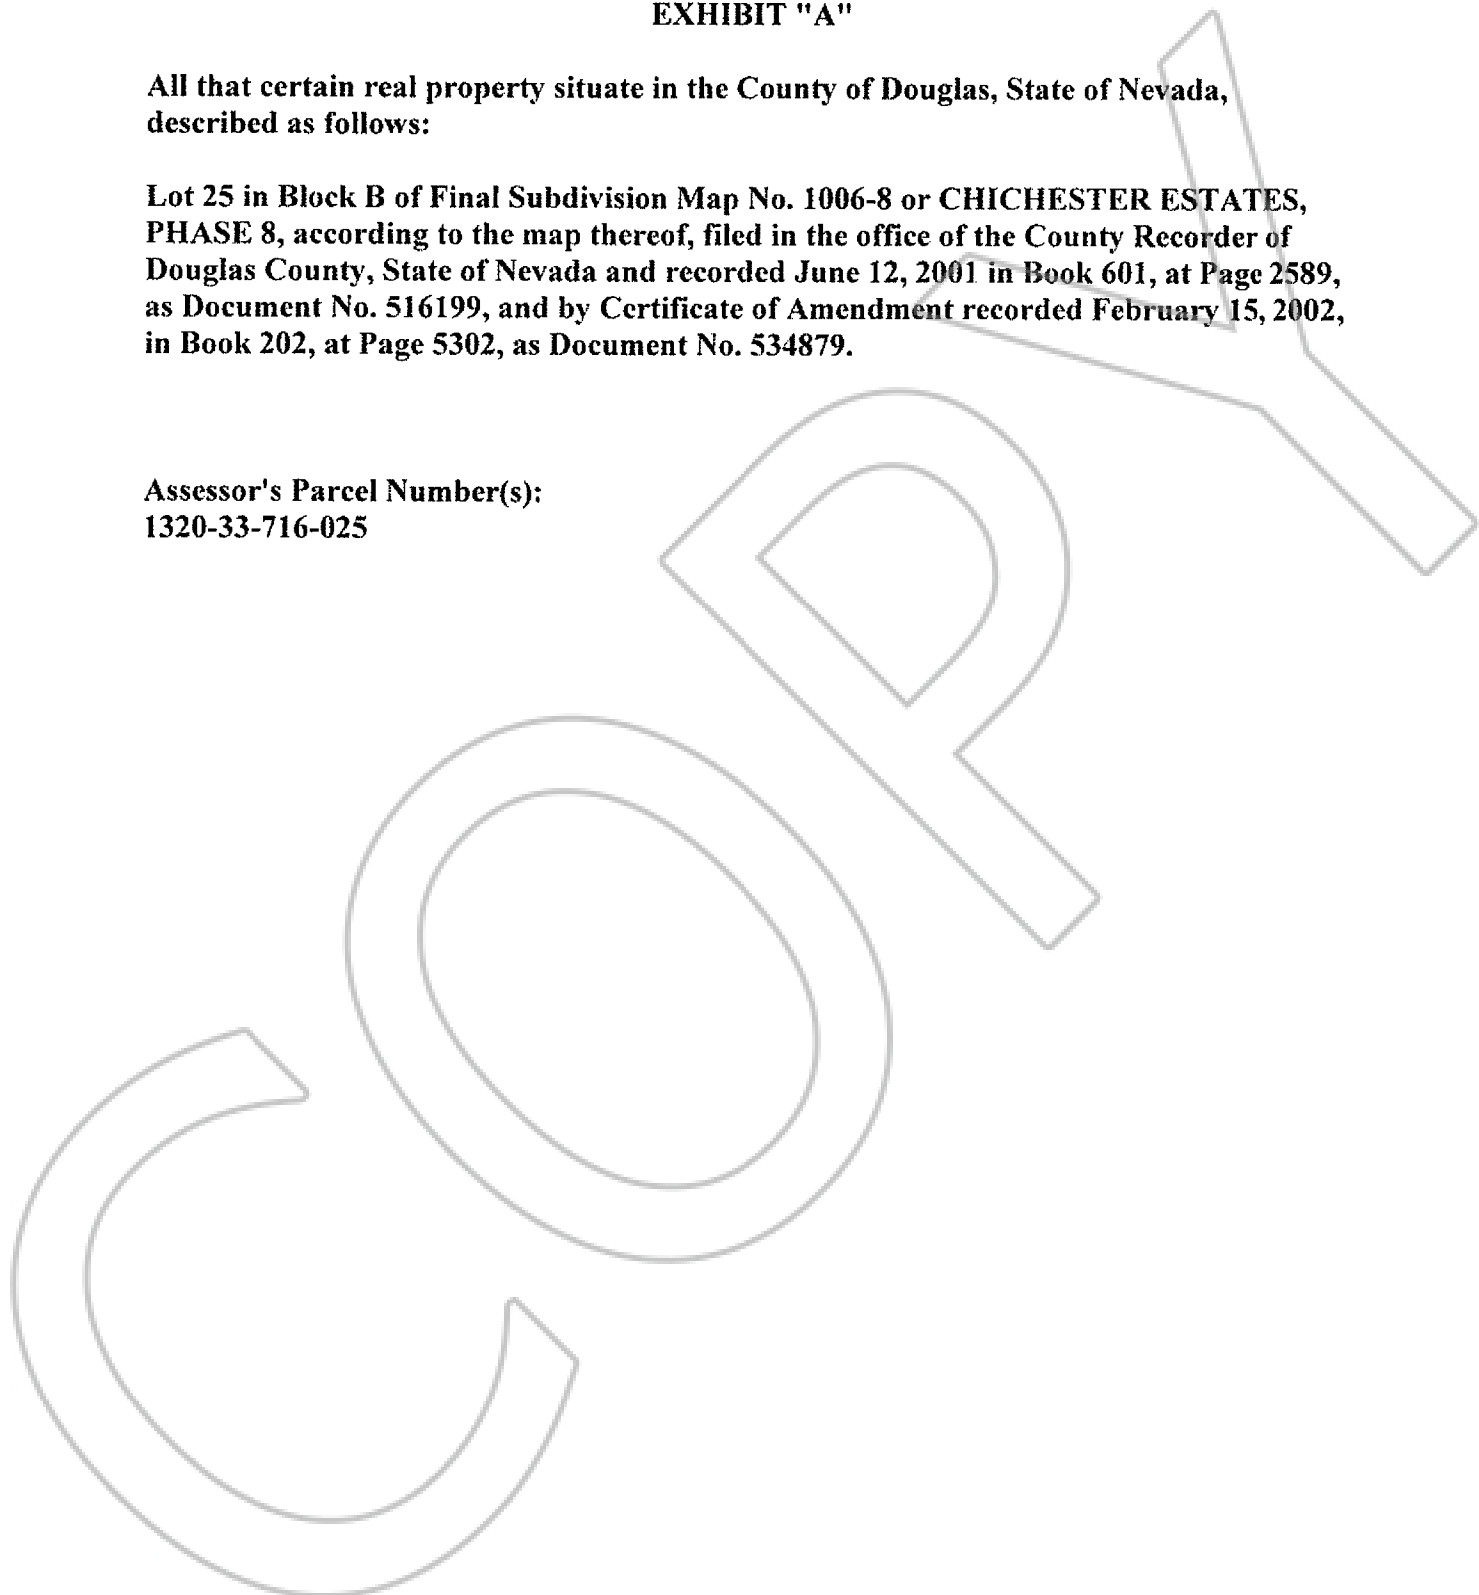 EXHIBIT "A"
All that certain real property situate in the County of Douglas, State of Nevada,
described as follows:
Lot 25 in Block B of Final Subdivision Map No. 1006-8 or CHICHESTER ESTATES,
PHASE 8, according to the map thereof, filed in the office of the County Recorder of
Douglas County, State of Nevada and recorded June 12, 2001 in Book 601, at Page 2589,
as Document No. 516199, and by Certificate of Amendment recorded February 15, 2002,
in Book 202, at Page 5302, as Document No. 534879.
Assessor's Parcel Number(s):
1320-33-716-025
COPY